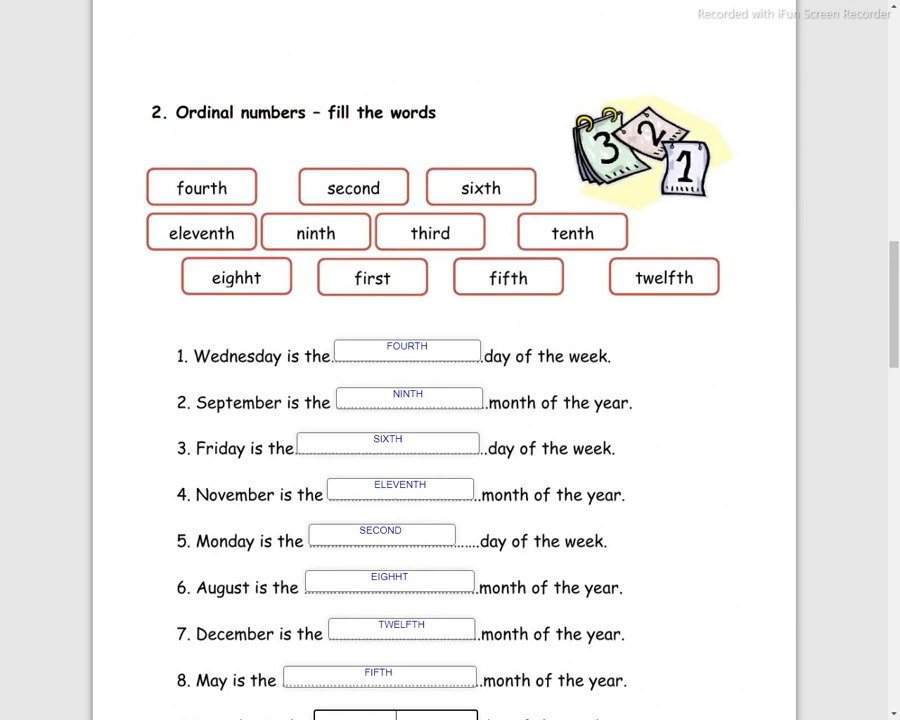 Recorded with iFun Screen Recorder
2. Ordinal numbers – fill the words
3 2 1
fourth second sixth
eleventh ninth third tenth
eighht first fifth twelfth
1. Wednesday is the FOURTH day of the week.
2. September is the NINTH month of the year.
3. Friday is the SIXTH day of the week.
4. November is the ELEVENTH month of the year.
5. Monday is the SECOND day of the week.
6. August is the EIGHHT month of the year.
7. December is the TWELFTH month of the year.
8. May is the FIFTH month of the year.